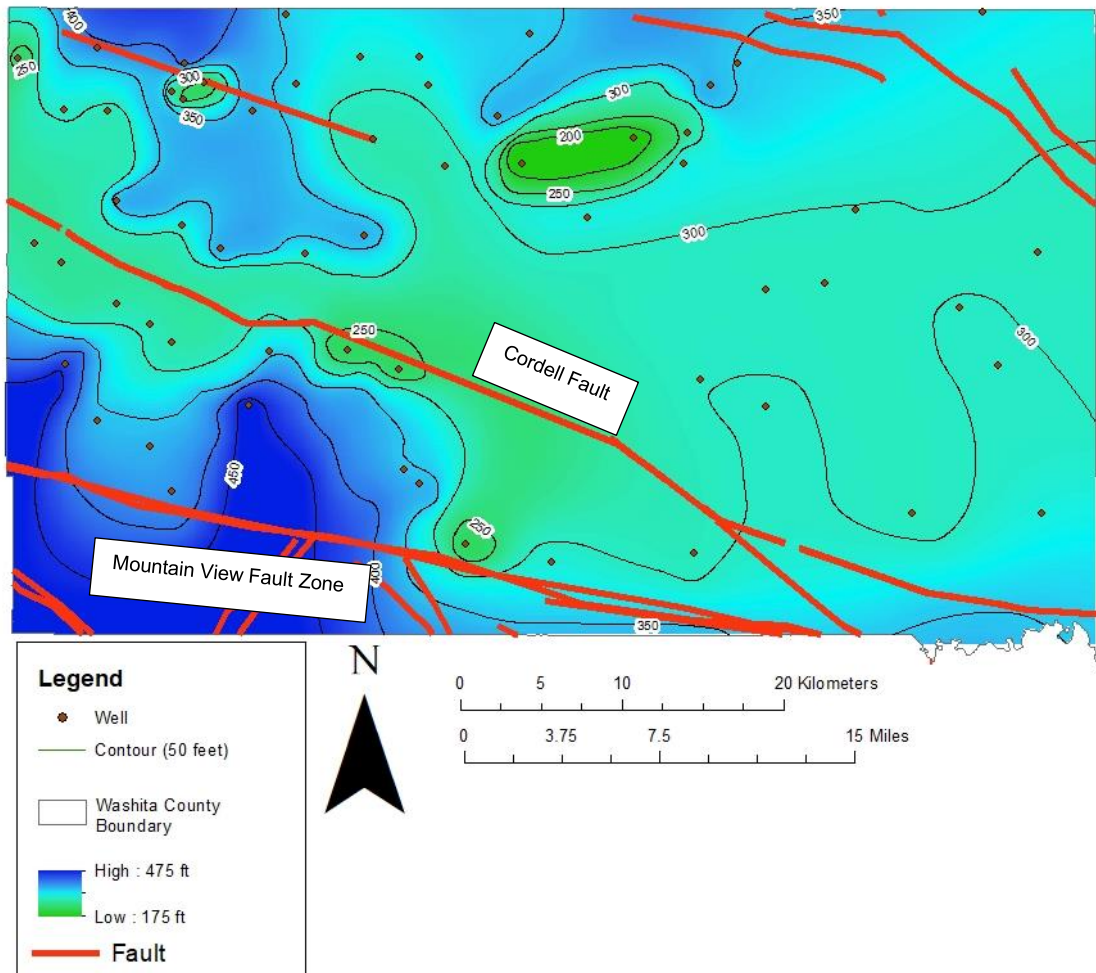 400
350
250
300
350
300
200
250
300
250
300
Cordell Fault
450
250
Mountain View Fault Zone
400
350
Legend
Well
Contour (50 feet)
Washita County
Boundary
High : 475 ft
Low : 175 ft
Fault
N
0 5 10 20 Kilometers
0 3.75 7.5 15 Miles